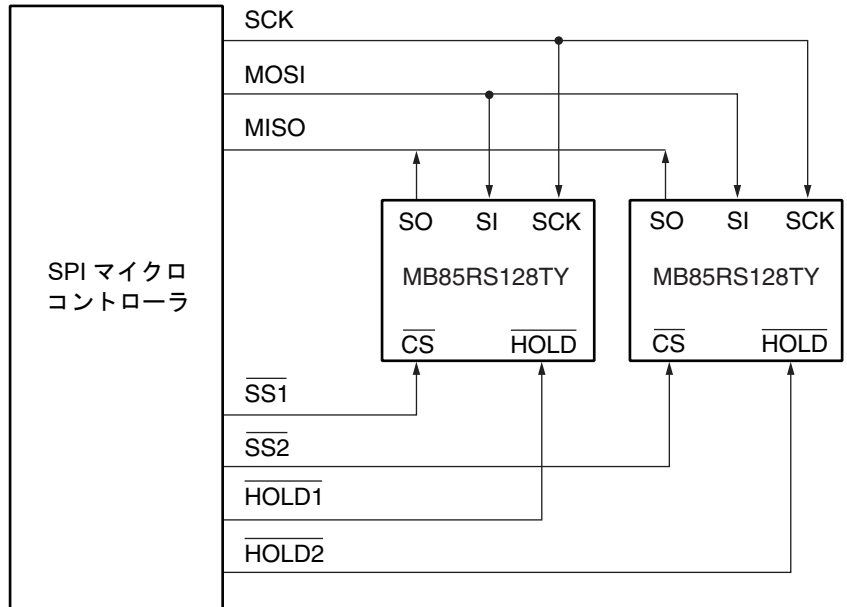 SCK
MOSI
MISO
SO SI SCK
MB85RS128TY
CS HOLD
SO SI SCK
MB85RS128TY
CS HOLD
SPI マイクロ
コントローラ
SS1
SS2
HOLD1
HOLD2